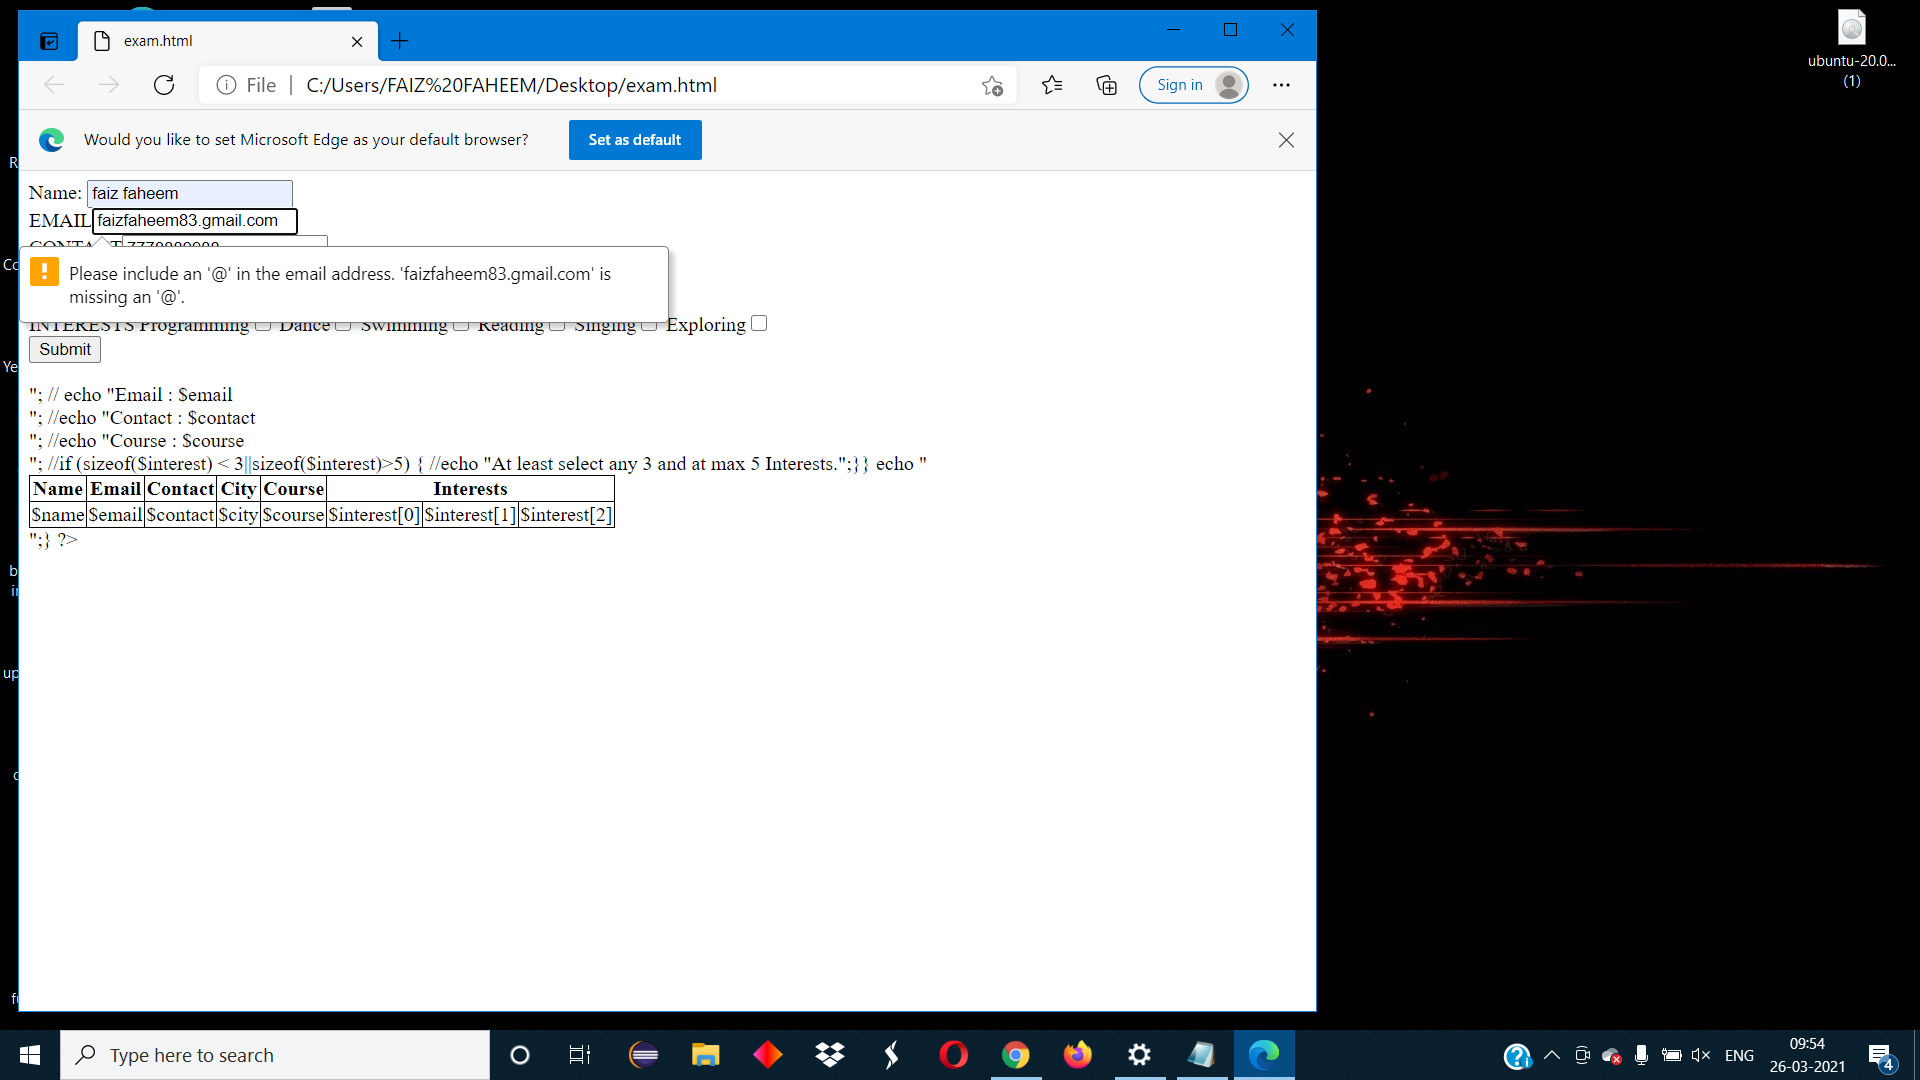 exam.html
File
C:/Users/FAIZ%20FAHEEM/Desktop/exam.html
Sign in
ubuntu-20.0...
(1)
Would you like to set Microsoft Edge as your default browser?
Set as default
Name: faiz faheem
EMAIL faizfaheem83.gmail.com
CONTACT
Please include an '@' in the email address. 'faizfaheem83.gmail.com' is
missing an '@'.
INTERESTS Programming Dance Swimming Reading Singing Exploring
Submit
"; // echo "Email : $email
"; //echo "Contact : $contact
"; //echo "Course : $course
"; //if (sizeof($interest) < 3||sizeof($interest)>5) { //echo "At least select any 3 and at max 5 Interests.";}} echo "
Name Email Contact City Course Interests
$name $email $contact $city $course $interest[0] $interest[1] $interest[2]
";} ?>
Type here to search
ENG
09:54
26-03-2021
4